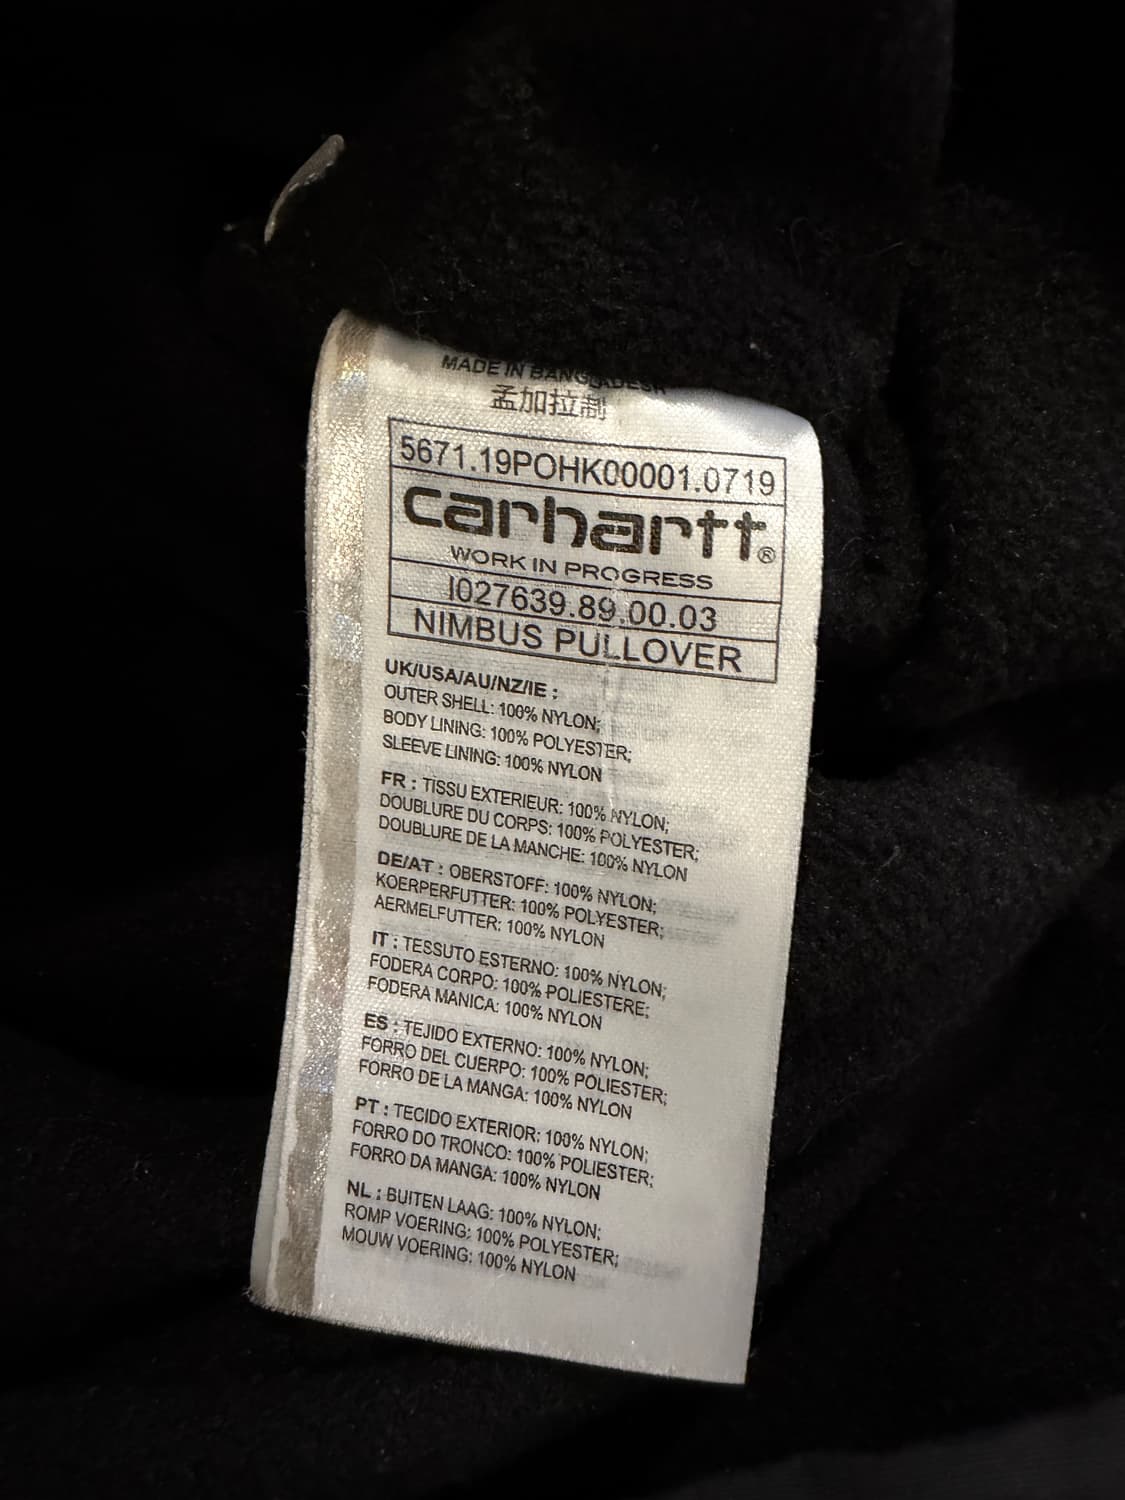 MADE IN BANGLADESH
孟加拉制
5671.19POHK00001.0719
carhartt®
WORK IN PROGRESS
I027639.89.00.03
NIMBUS PULLOVER
UK/USA/AU/NZ/IE :
OUTER SHELL: 100% NYLON;
BODY LINING: 100% POLYESTER;
SLEEVE LINING: 100% NYLON
FR : TISSU EXTERIEUR: 100% NYLON;
DOUBLURE DU CORPS: 100% POLYESTER;
DOUBLURE DE LA MANCHE: 100% NYLON
DE/AT : OBERSTOFF: 100% NYLON;
KOERPERFUTTER: 100% POLYESTER;
AERMELFUTTER: 100% NYLON
IT : TESSUTO ESTERNO: 100% NYLON;
FODERA CORPO: 100% POLIESTERE;
FODERA MANICA: 100% NYLON
ES : TEJIDO EXTERNO: 100% NYLON;
FORRO DEL CUERPO: 100% POLIESTER;
FORRO DE LA MANGA: 100% NYLON
PT : TECIDO EXTERIOR: 100% NYLON;
FORRO DO TRONCO: 100% POLIESTER;
FORRO DA MANGA: 100% NYLON
NL : BUITEN LAAG: 100% NYLON;
ROMP VOERING: 100% POLYESTER;
MOUW VOERING: 100% NYLON